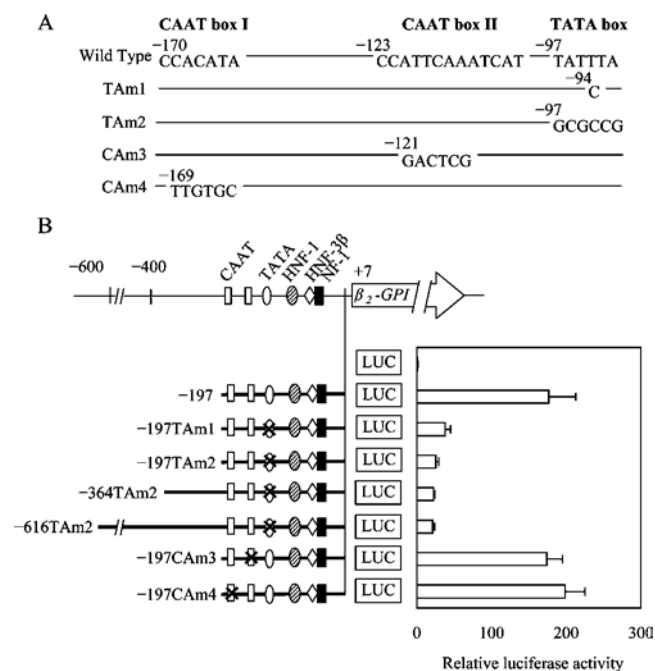 A
CAAT box I CAAT box II TATA box
Wild Type −170 CCACATA −123 CCATTCAAATCAT −97 TATTTA
TAm1 −94 C
TAm2 −97 GCGCCG
CAm3 −121 GACTCG
CAm4 −169 TTGTGC
B
−600 −400 CAAT TATA HNF-1 HNF-3β NF-1 +7
β2-GPI
LUC
−197 LUC
−197TAm1 LUC
−197TAm2 LUC
−364TAm2 LUC
−616TAm2 LUC
−197CAm3 LUC
−197CAm4 LUC
0 100 200 300
Relative luciferase activity